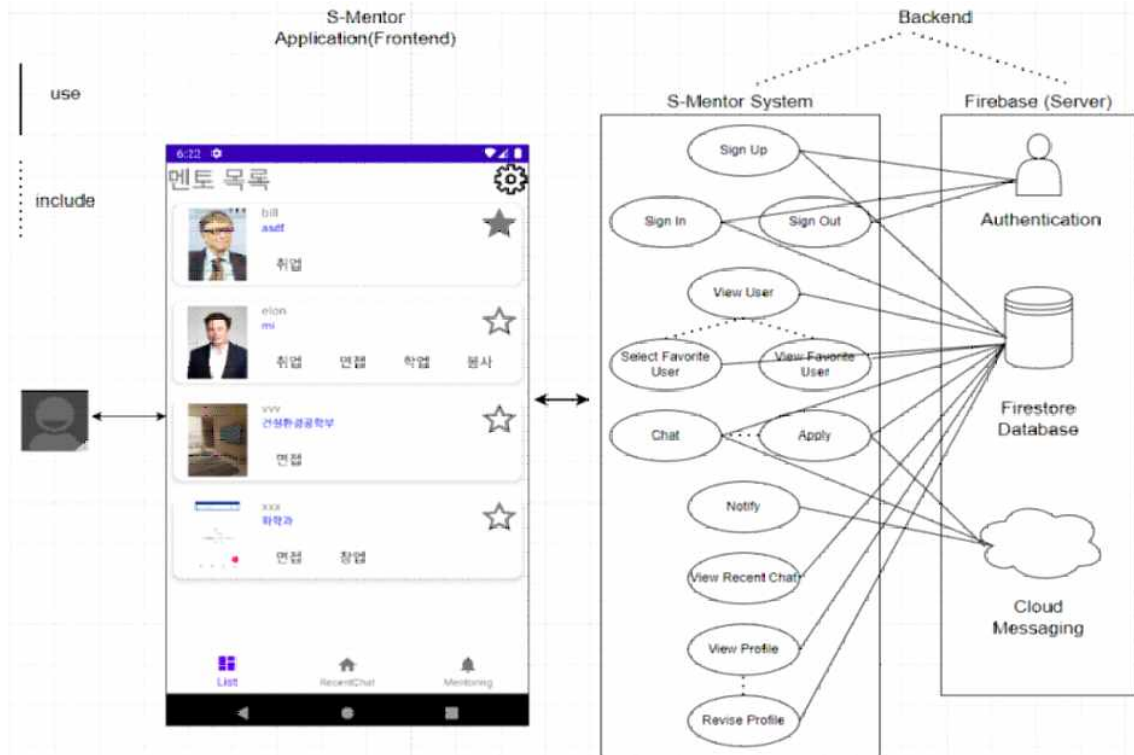 S-Mentor
Application(Frontend)
Backend
use
include
6:22
멘토 목록
bill
asdf
취업
elon
mi
취업 면접 학업 봉사
vvv
건설환경공학부
면접
xxx
화학과
면접 창업
List
RecentChat
Mentoring
S-Mentor System
Sign Up
Sign In
Sign Out
View User
Select Favorite
User
View Favorite
User
Chat
Apply
Notify
View Recent Chat
View Profile
Revise Profile
Firebase (Server)
Authentication
Firestore
Database
Cloud
Messaging